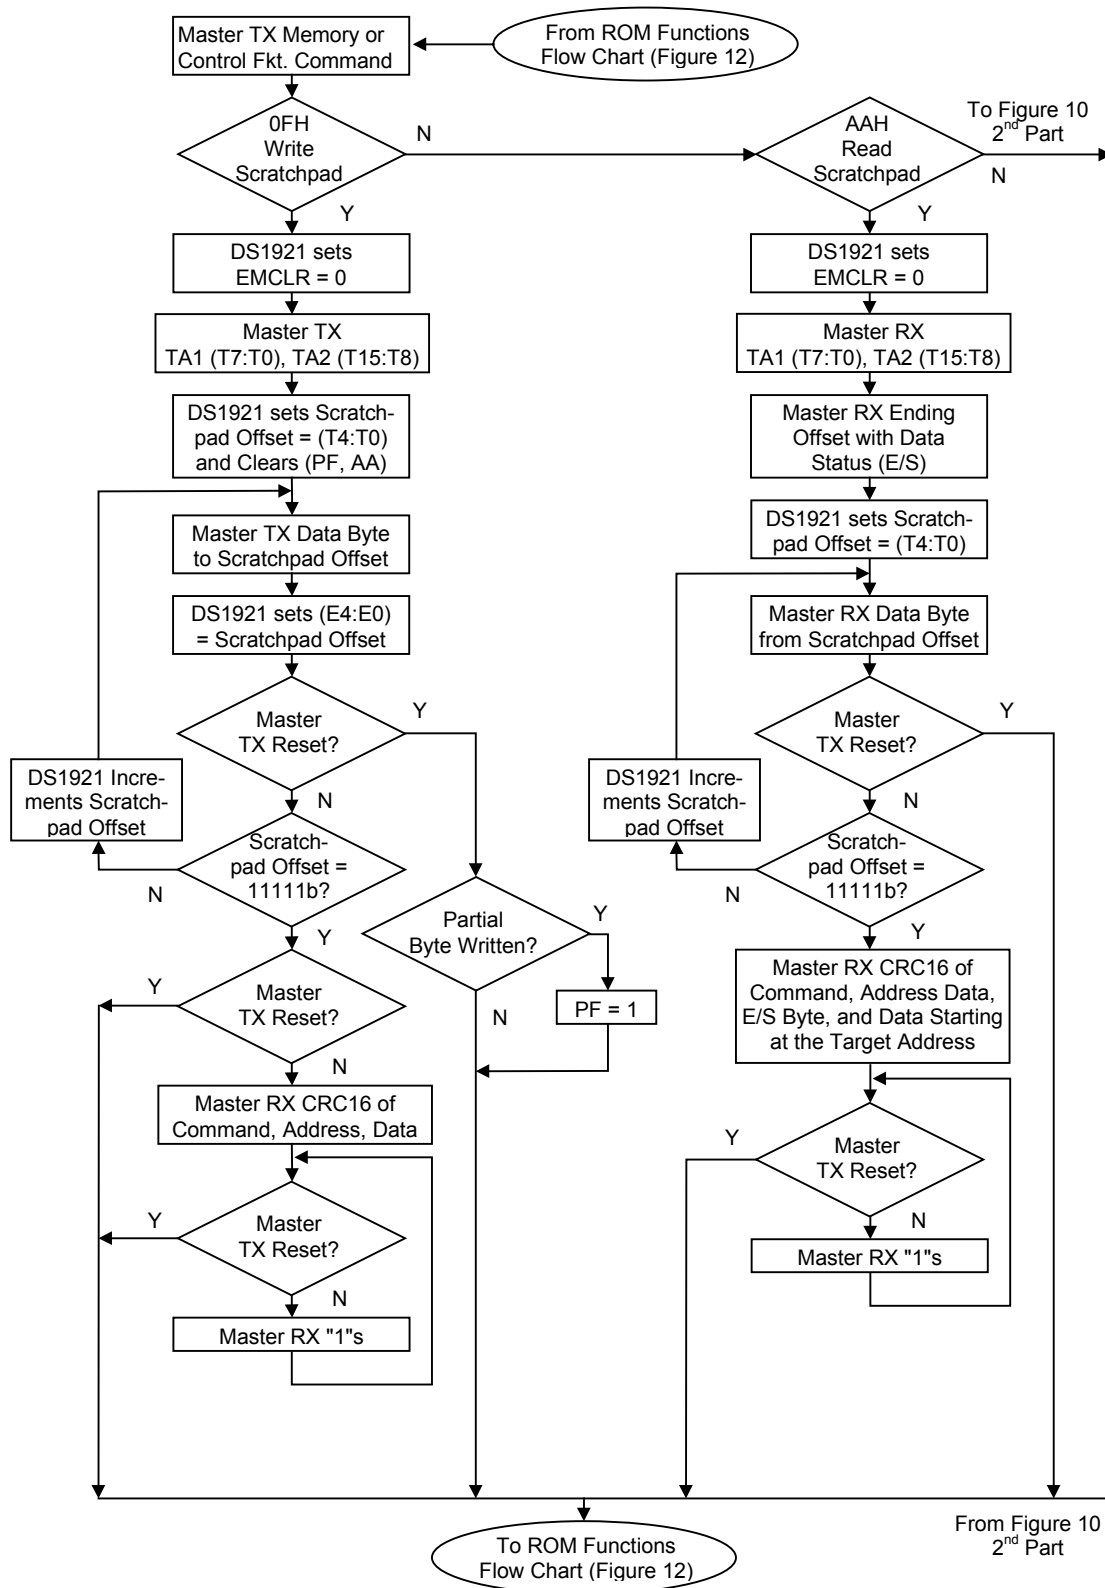 Master TX Memory or
Control Fkt. Command
From ROM Functions
Flow Chart (Figure 12)
0FH
Write
Scratchpad
N
Y
AAH
Read
Scratchpad
To Figure 10
2nd Part
N
Y
DS1921 sets
EMCLR = 0
Master TX
TA1 (T7:T0), TA2 (T15:T8)
DS1921 sets Scratch-
pad Offset = (T4:T0)
and Clears (PF, AA)
Master TX Data Byte
to Scratchpad Offset
DS1921 sets (E4:E0)
= Scratchpad Offset
Master
TX Reset?
Y
N
DS1921 Incre-
ments Scratch-
pad Offset
Scratch-
pad Offset =
11111b?
N
Y
Partial
Byte Written?
Y
N
PF = 1
Master
TX Reset?
Y
N
Master RX CRC16 of
Command, Address, Data
Master
TX Reset?
Y
N
Master RX "1"s
DS1921 sets
EMCLR = 0
Master RX
TA1 (T7:T0), TA2 (T15:T8)
Master RX Ending
Offset with Data
Status (E/S)
DS1921 sets Scratch-
pad Offset = (T4:T0)
Master RX Data Byte
from Scratchpad Offset
Master
TX Reset?
Y
N
DS1921 Incre-
ments Scratch-
pad Offset
Scratch-
pad Offset =
11111b?
N
Y
Master RX CRC16 of
Command, Address Data,
E/S Byte, and Data Starting
at the Target Address
Master
TX Reset?
Y
N
Master RX "1"s
To ROM Functions
Flow Chart (Figure 12)
From Figure 10
2nd Part